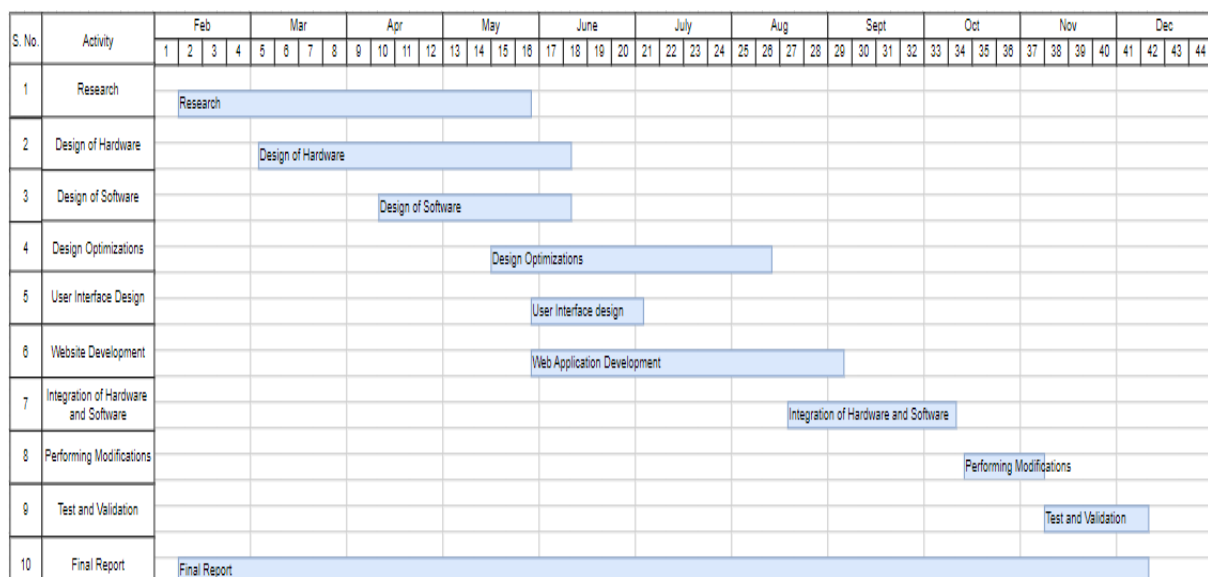 S. No. Activity Feb Mar Apr May June July Aug Sept Oct Nov Dec
1 2 3 4 5 6 7 8 9 10 11 12 13 14 15 16 17 18 19 20 21 22 23 24 25 26 27 28 29 30 31 32 33 34 35 36 37 38 39 40 41 42 43 44
1 Research
Research
2 Design of Hardware
Design of Hardware
3 Design of Software
Design of Software
4 Design Optimizations
Design Optimizations
5 User Interface Design
User Interface design
6 Website Development
Web Application Development
7 Integration of Hardware
and Software
Integration of Hardware and Software
8 Performing Modifications
Performing Modifications
9 Test and Validation
Test and Validation
10 Final Report
Final Report